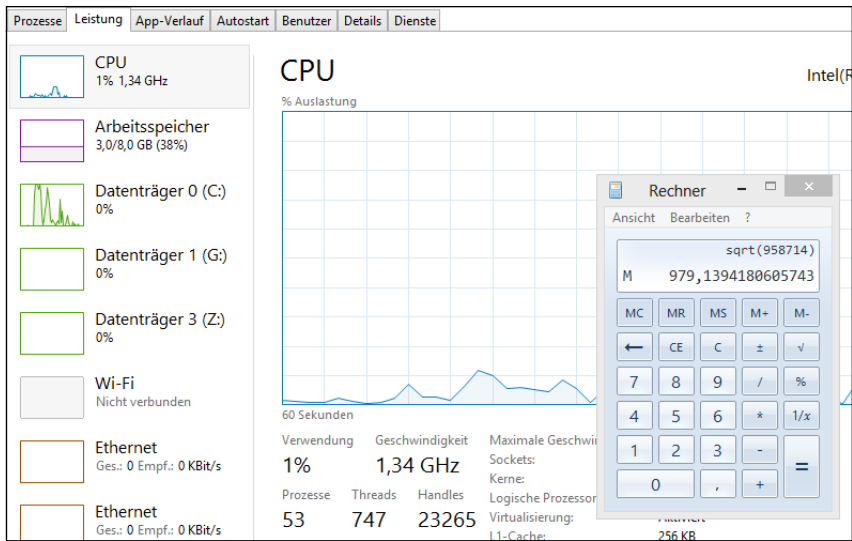 Prozesse Leistung App-Verlauf Autostart Benutzer Details Dienste
CPU
1% 1,34 GHz
Arbeitsspeicher
3,0/8,0 GB (38%)
Datenträger 0 (C:)
0%
Datenträger 1 (G:)
0%
Datenträger 3 (Z:)
0%
Wi-Fi
Nicht verbunden
Ethernet
Ges.: 0 Empf.: 0 KBit/s
Ethernet
Ges.: 0 Empf.: 0 KBit/s
CPU
Intel(R
% Auslastung
60 Sekunden
Verwendung Geschwindigkeit
1% 1,34 GHz
Prozesse Threads Handles
53 747 23265
Maximale Geschwi
Sockets:
Kerne:
Logische Prozessor
Virtualisierung: Aktiviert
L1-Cache: 256 KB
Rechner
Ansicht Bearbeiten ?
sqrt(958714)
M 979,1394180605743
MC MR MS M+ M-
← CE C ± √
7 8 9 / %
4 5 6 * 1/x
1 2 3 - =
0 , +